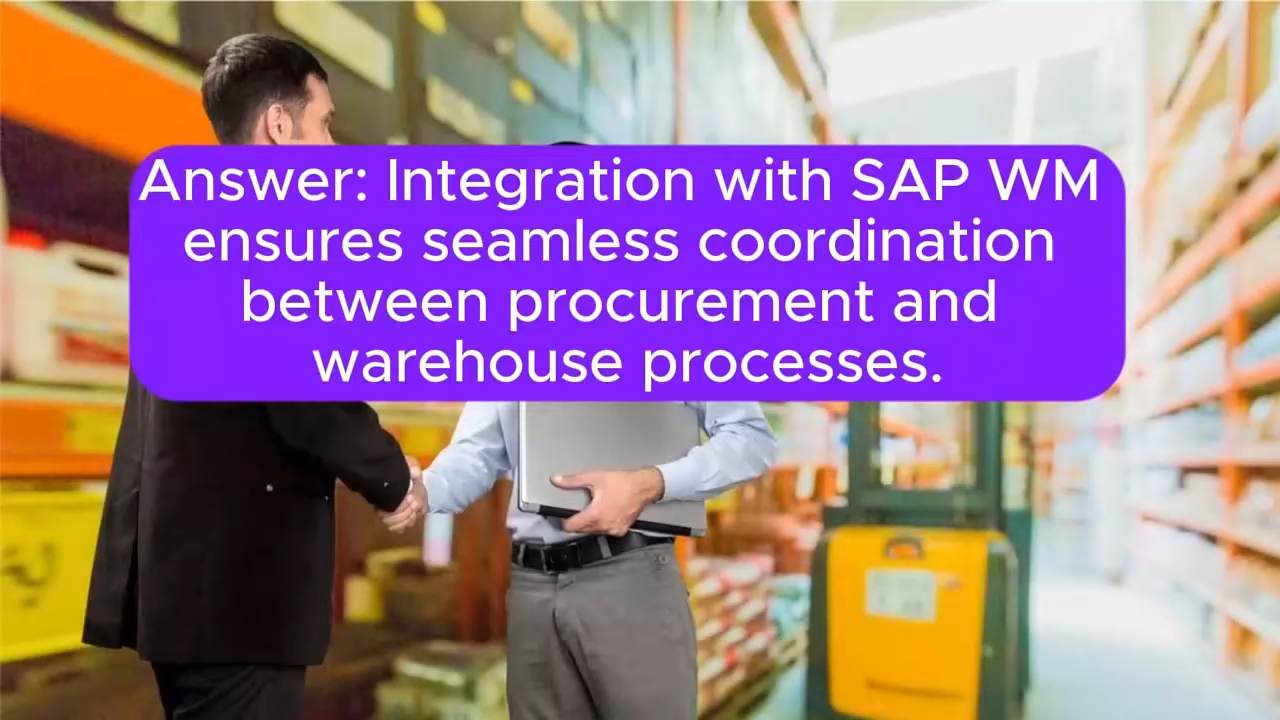 Answer: Integration with SAP WM
ensures seamless coordination
between procurement and
warehouse processes.